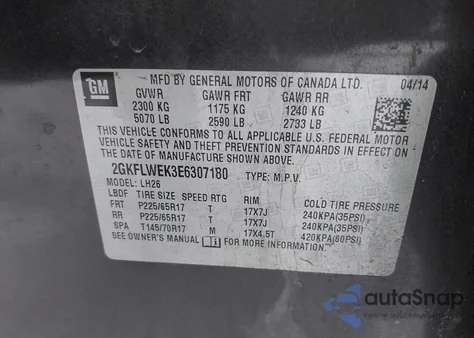 GM
MFD BY GENERAL MOTORS OF CANADA LTD. 04/14
GVWR GAWR FRT GAWR RR
2300 KG 1175 KG 1240 KG
5070 LB 2590 LB 2733 LB
THIS VEHICLE CONFORMS TO ALL APPLICABLE U.S. FEDERAL MOTOR
VEHICLE SAFETY AND THEFT PREVENTION STANDARDS IN EFFECT
ON THE DATE OF MANUFACTURE SHOWN ABOVE.
2GKFLWEK3E6307180 TYPE: M.P.V.
MODEL: LH26
LBD TIRE SIZE SPEED RTG RIM COLD TIRE PRESSURE
FRT P225/65R17 T 17X7J 240KPA(35PSI)
RR P225/65R17 T 17X7J 240KPA(35PSI)
SPA T145/70R17 M 17X4.5T 420KPA(60PSI)
SEE OWNER'S MANUAL FOR MORE INFORMATION.
autoSnap